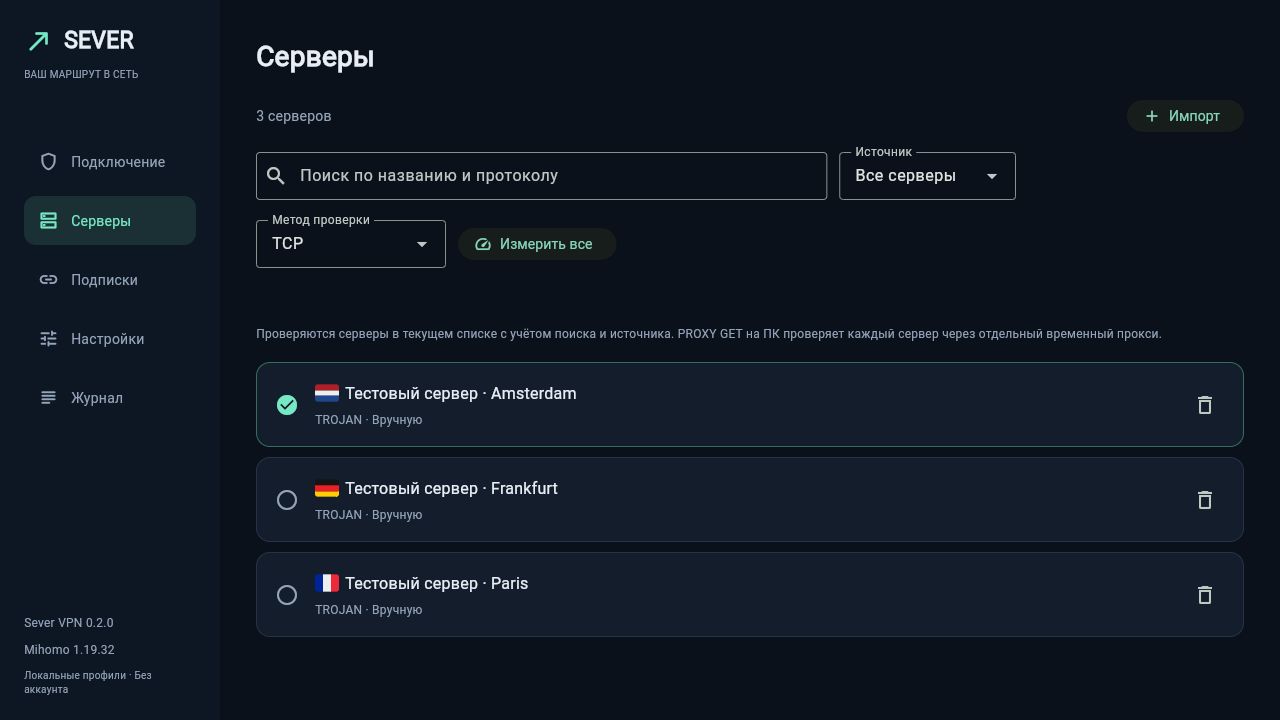 SEVER
ВАШ МАРШРУТ В СЕТЬ
Подключение
Серверы
Подписки
Настройки
Журнал
Sever VPN 0.2.0
Mihomo 1.19.32
Локальные профили · Без
аккаунта
Серверы
3 серверов
Импорт
Поиск по названию и протоколу
Источник
Все серверы
Метод проверки
TCP
Измерить все
Проверяются серверы в текущем списке с учётом поиска и источника. PROXY GET на ПК проверяет каждый сервер через отдельный временный прокси.
Тестовый сервер · Amsterdam
TROJAN · Вручную
Тестовый сервер · Frankfurt
TROJAN · Вручную
Тестовый сервер · Paris
TROJAN · Вручную